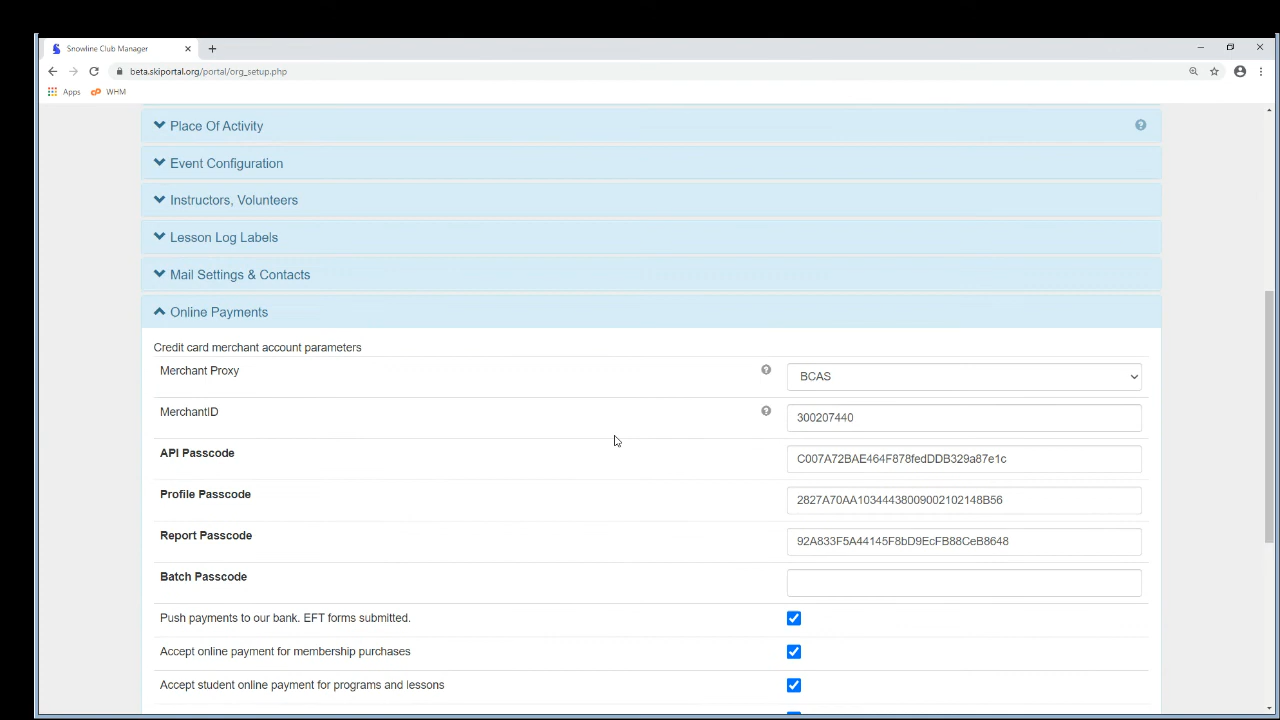 Snowline Club Manager
beta.skiportal.org/portal/org_setup.php
Apps WHM
Place Of Activity
Event Configuration
Instructors, Volunteers
Lesson Log Labels
Mail Settings & Contacts
Online Payments
Credit card merchant account parameters
Merchant Proxy BCAS
MerchantID 300207440
API Passcode C007A72BAE464F878fedDDB329a87e1c
Profile Passcode 2827A70AA10344438009002102148B56
Report Passcode 92A833F5A44145F8bD9EcFB88CeB8648
Batch Passcode
Push payments to our bank. EFT forms submitted.
Accept online payment for membership purchases
Accept student online payment for programs and lessons